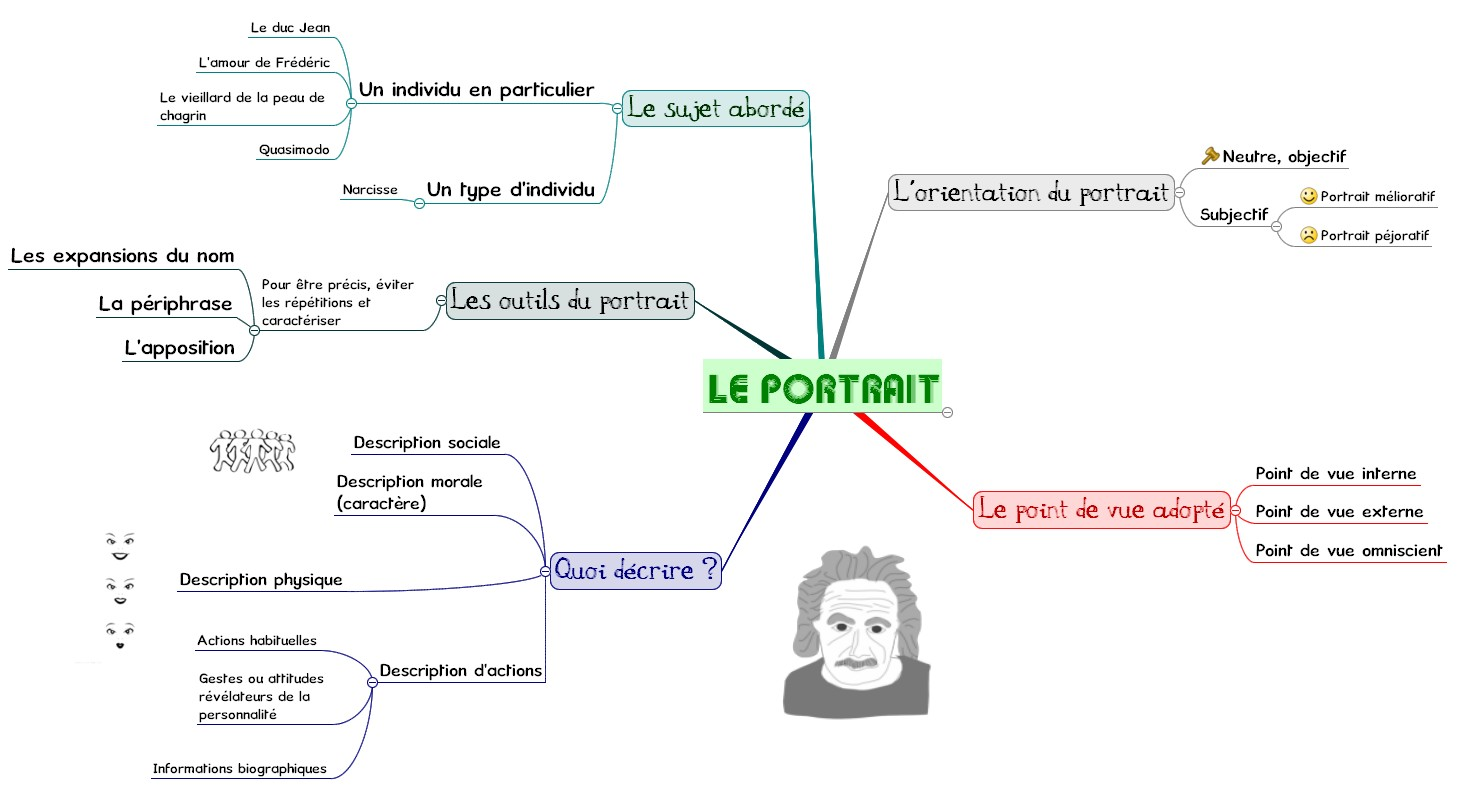 LE PORTRAIT
Le sujet abordé
Un individu en particulier
Le duc Jean
L'amour de Frédéric
Le vieillard de la peau de
chagrin
Quasimodo
Un type d'individu
Narcisse
L'orientation du portrait
Neutre, objectif
Subjectif
Portrait mélioratif
Portrait péjoratif
Les outils du portrait
Pour être précis, éviter
les répétitions et
caractériser
Les expansions du nom
La périphrase
L'apposition
Quoi décrire ?
Description sociale
Description morale
(caractère)
Description physique
Description d'actions
Actions habituelles
Gestes ou attitudes
révélateurs de la
personnalité
Informations biographiques
Le point de vue adopté
Point de vue interne
Point de vue externe
Point de vue omniscient